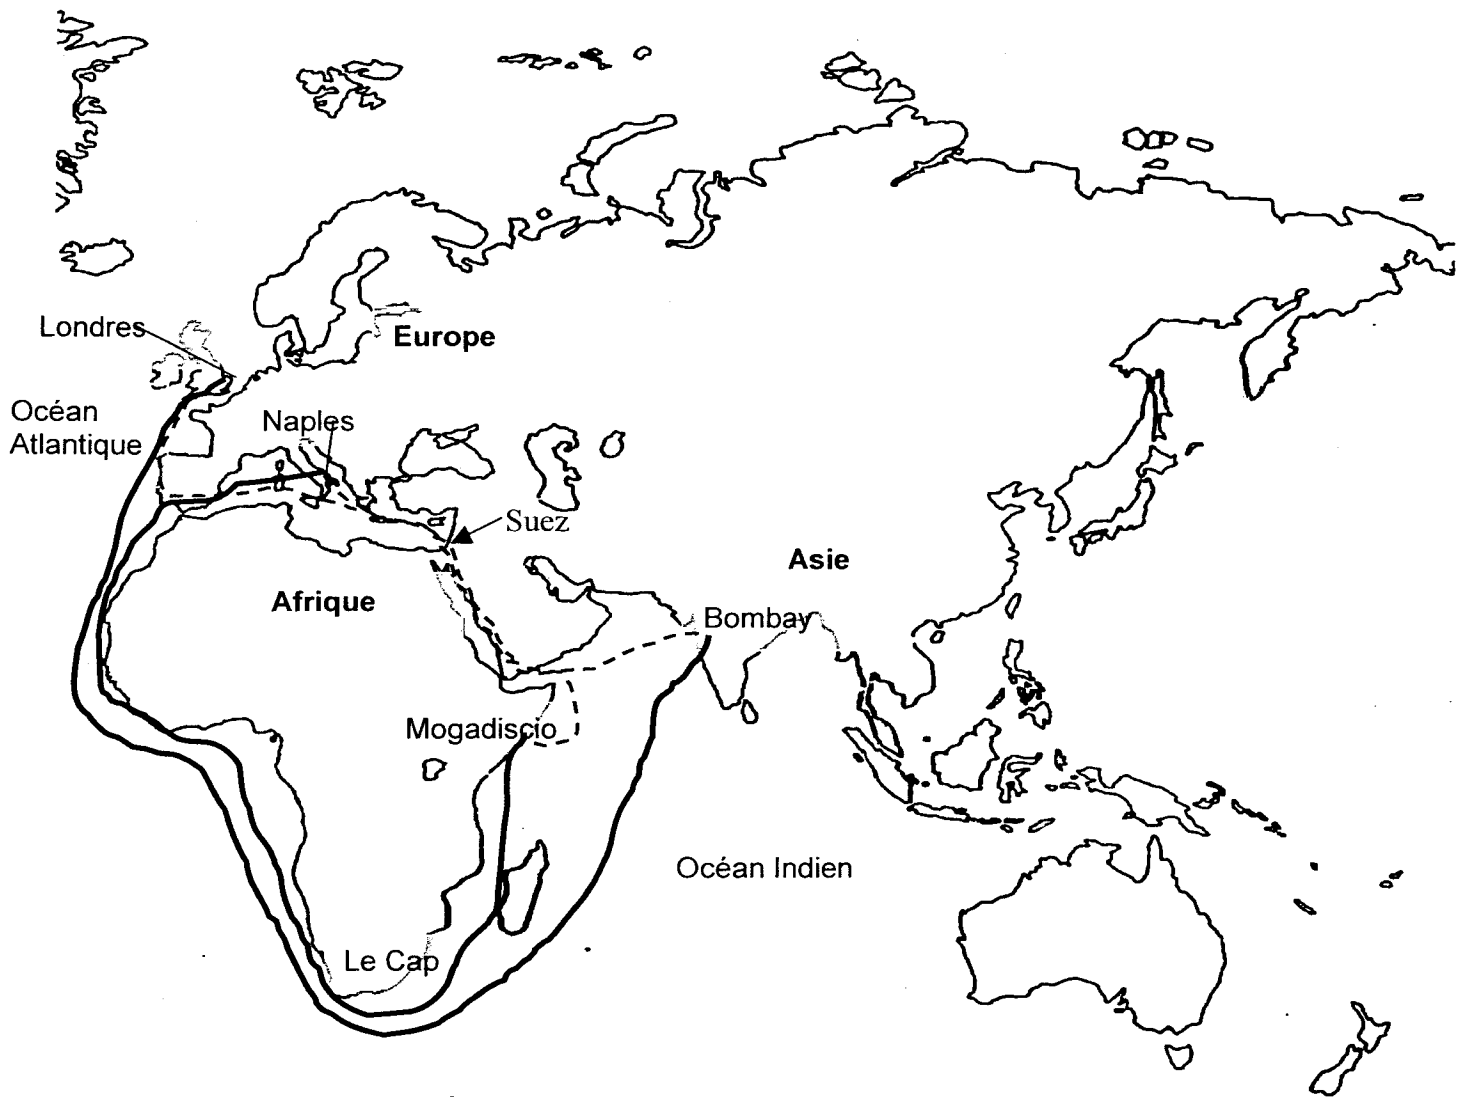 Londres
Europe
Océan
Atlantique
Naples
Suez
Asie
Afrique
Bombay
Mogadiscio
Océan Indien
Le Cap